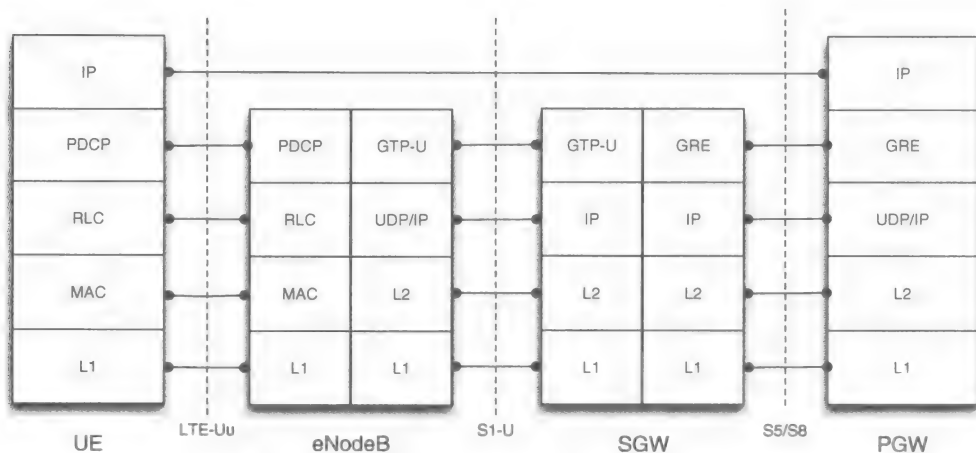 IP IP
PDCP PDCP GTP-U GTP-U GRE GRE
RLC RLC UDP/IP IP IP UDP/IP
MAC MAC L2 L2 L2 L2
L1 L1 L1 L1 L1 L1
LTE-Uu S1-U S5/S8
UE eNodeB SGW PGW